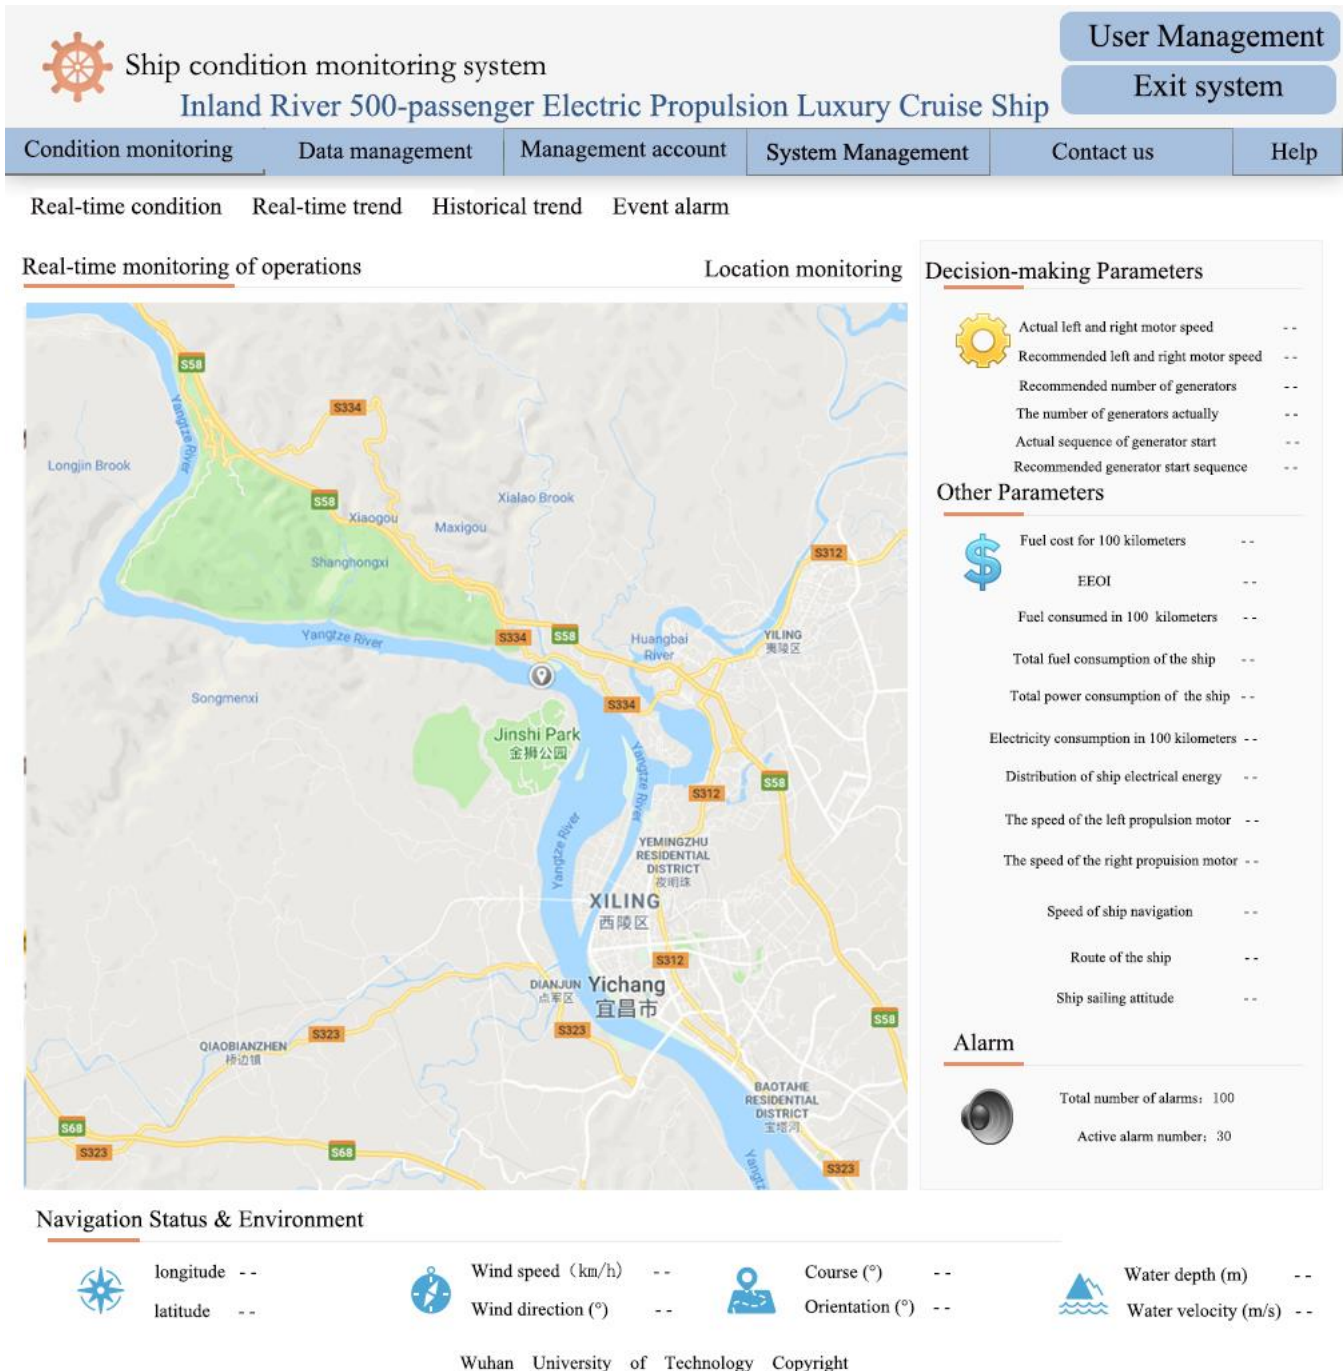 User Management
Ship condition monitoring system
Exit system
Inland River 500-passenger Electric Propulsion Luxury Cruise Ship
Condition monitoring Data management Management account System Management Contact us Help
Real-time condition Real-time trend Historical trend Event alarm
Real-time monitoring of operations Location monitoring
S58
S334
Yangtze River
Longjin Brook
S58
Xialao Brook
Xiaogou
Maxigou
Shanghongxi
S312
Yangtze River
S334
S58
Huangbai
River
YILING
夷陵区
Songmenxi
S334
Jinshi Park
金狮公园
Yangtze River
S58
S312
Yangtze River
YEMINGZHU
RESIDENTIAL
DISTRICT
夜明珠
XILING
西陵区
S312
DIANJUN
点军区
Yichang
宜昌市
S58
S323
S323
QIAOBIANZHEN
桥边镇
BAOTAHE
RESIDENTIAL
DISTRICT
宝塔河
S68
S323
S68
S323
Yangtz
Decision-making Parameters
Actual left and right motor speed --
Recommended left and right motor speed --
Recommended number of generators --
The number of generators actually --
Actual sequence of generator start --
Recommended generator start sequence --
Other Parameters
Fuel cost for 100 kilometers --
EEOI --
Fuel consumed in 100 kilometers --
Total fuel consumption of the ship --
Total power consumption of the ship --
Electricity consumption in 100 kilometers --
Distribution of ship electrical energy --
The speed of the left propulsion motor --
The speed of the right propuision motor --
Speed of ship navigation --
Route of the ship --
Ship sailing attitude --
Alarm
Total number of alarms: 100
Active alarm number: 30
Navigation Status & Environment
longitude -- Wind speed (km/h) -- Course (°) -- Water depth (m) --
latitude -- Wind direction (°) -- Orientation (°) -- Water velocity (m/s) --
Wuhan University of Technology Copyright